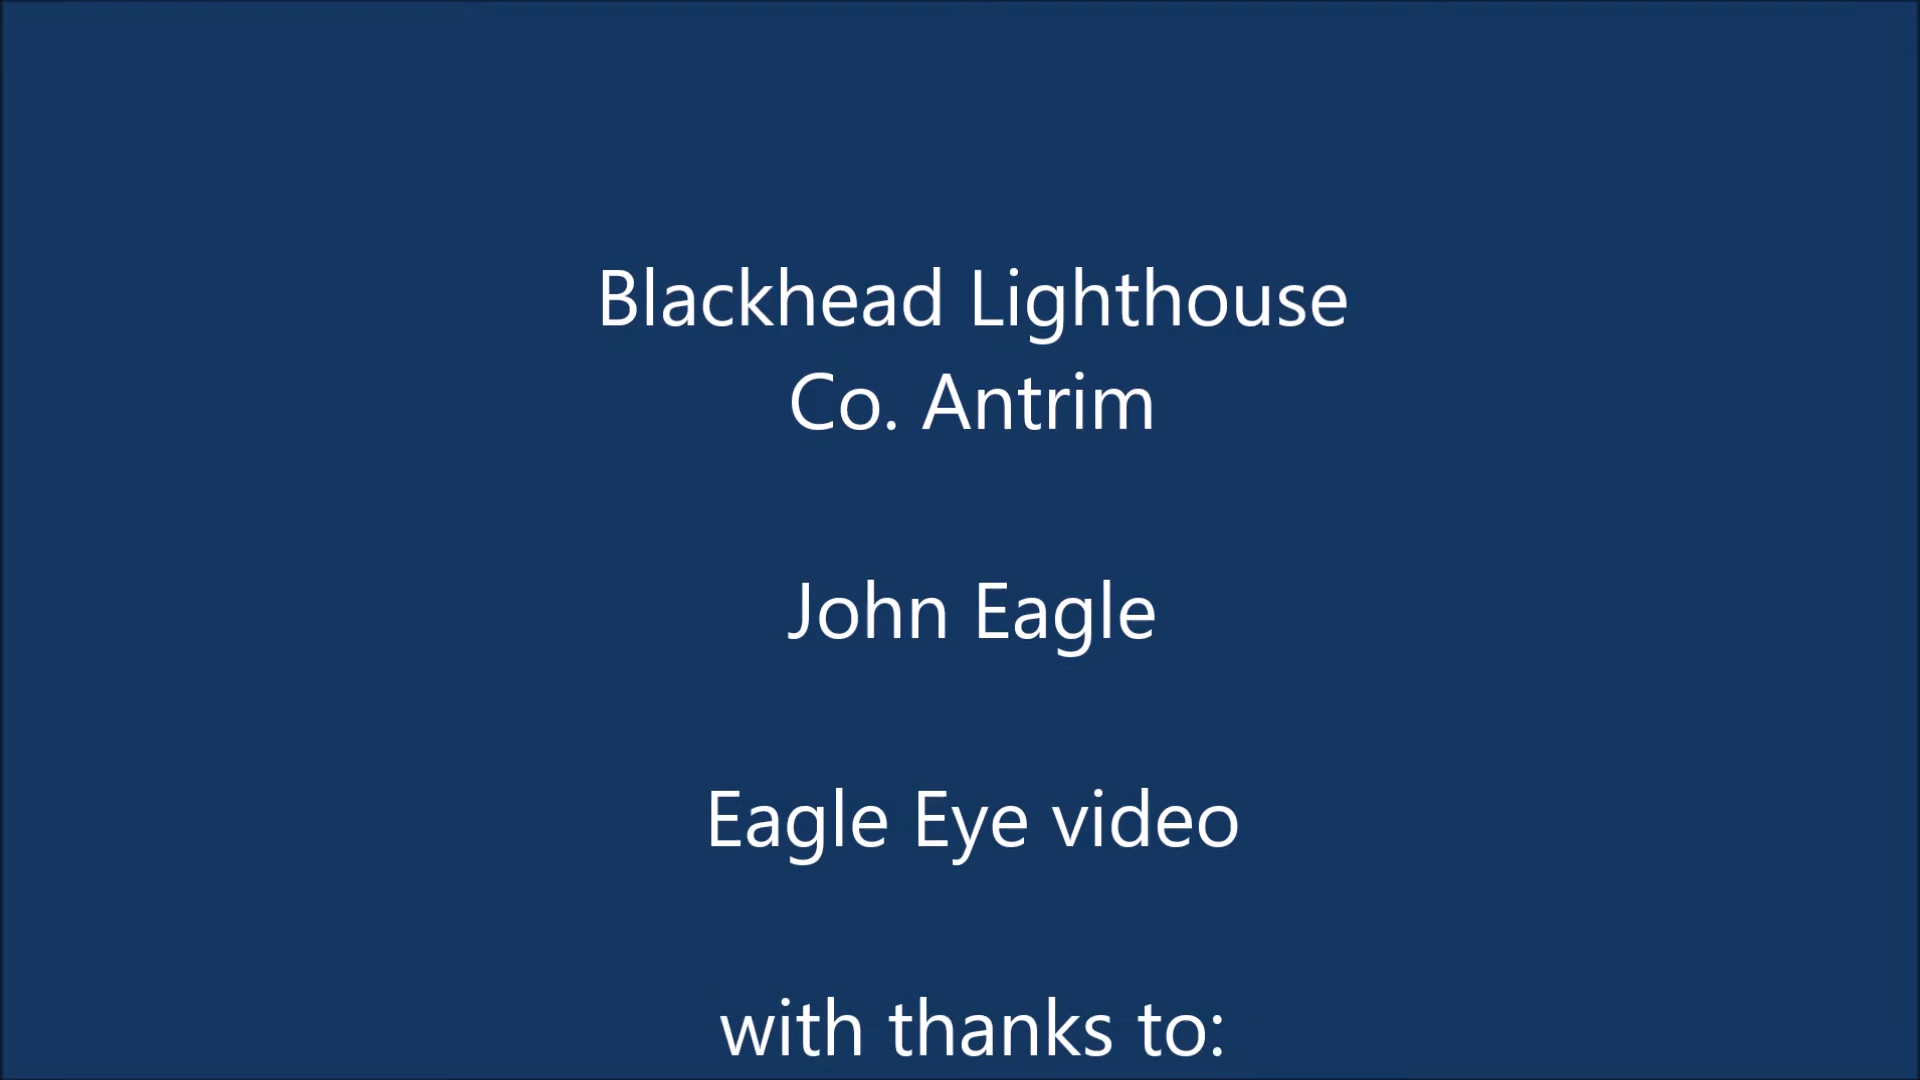 Blackhead Lighthouse
Co. Antrim
John Eagle
Eagle Eye video
with thanks to: